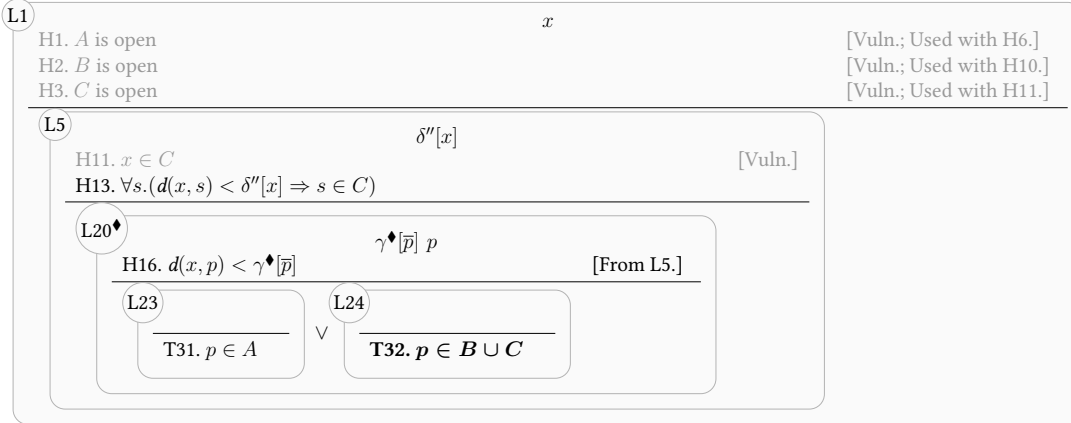 L1
x
H1. A is open [Vuln.; Used with H6.]
H2. B is open [Vuln.; Used with H10.]
H3. C is open [Vuln.; Used with H11.]
L5
δ″[x]
H11. x ∈ C [Vuln.]
H13. ∀s.(d(x, s) < δ″[x] ⇒ s ∈ C)
L20♦
γ♦[p̅] p
H16. d(x, p) < γ♦[p̅] [From L5.]
L23 L24
∨
T31. p ∈ A T32. p ∈ B ∪ C